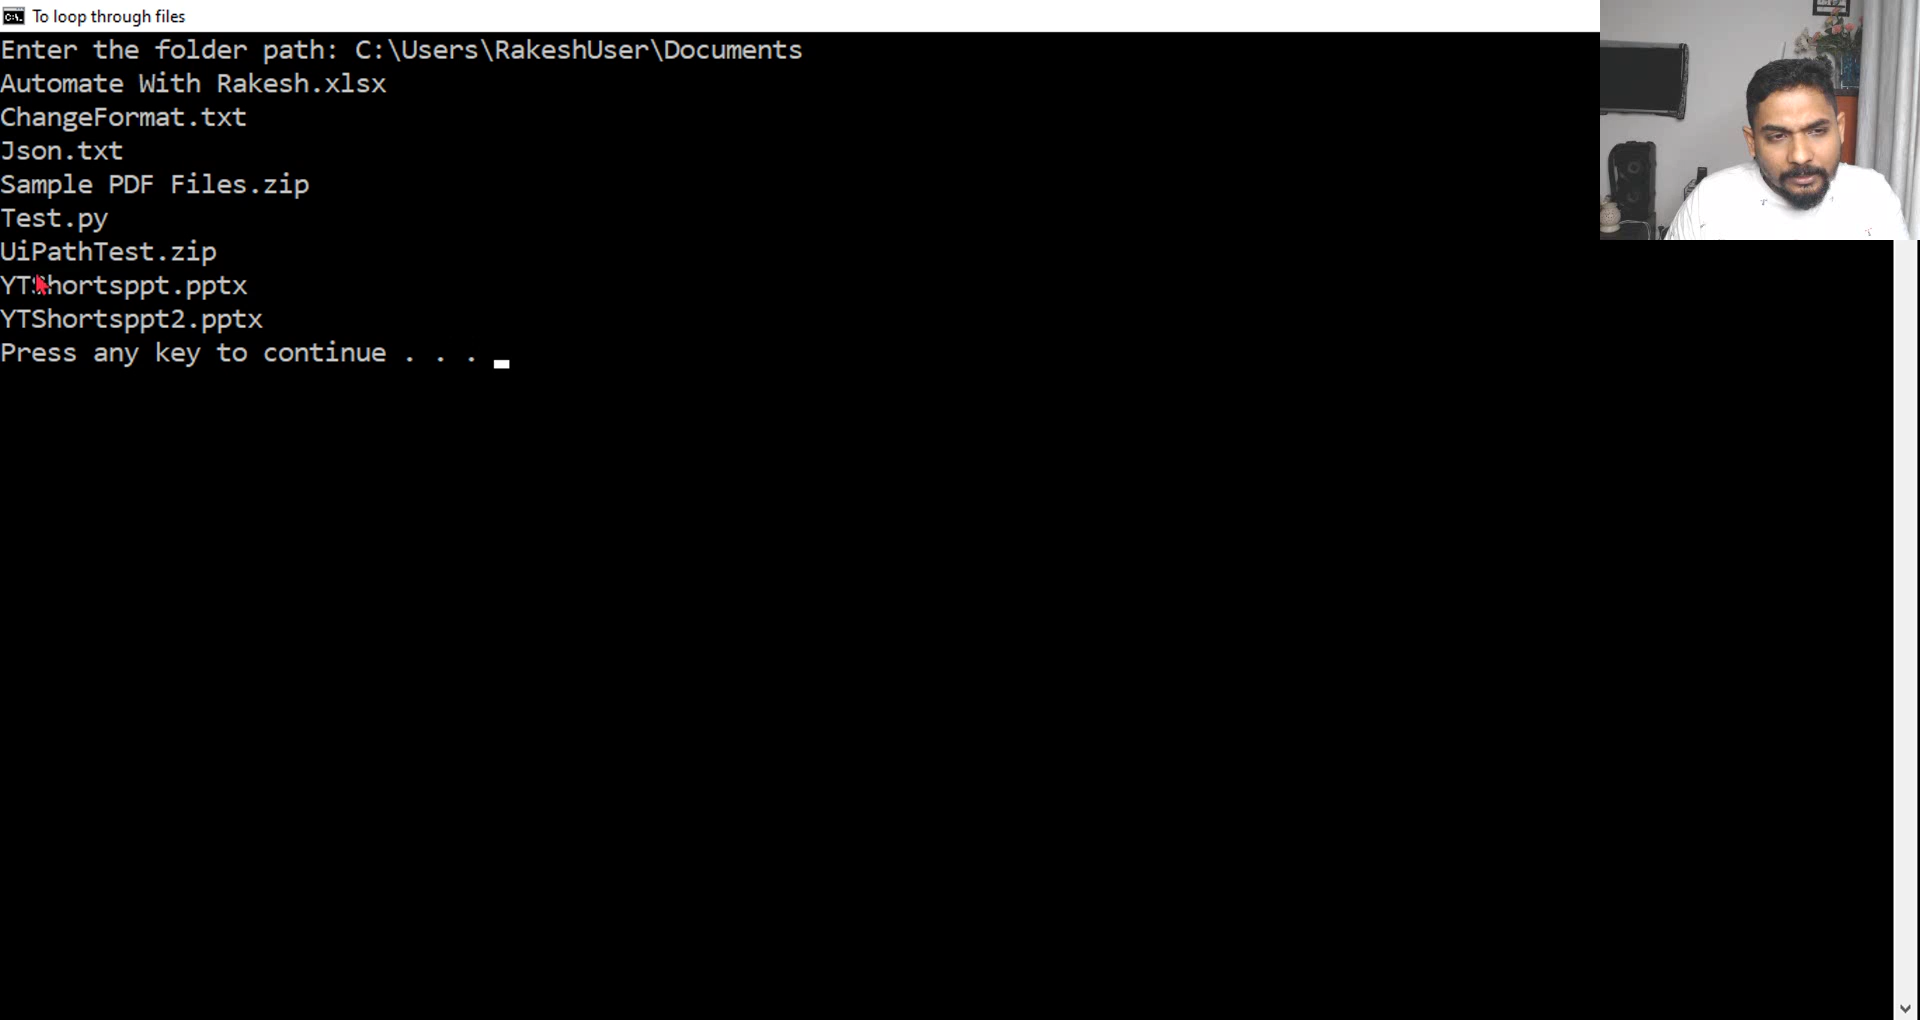 To loop through files
Enter the folder path: C:\Users\RakeshUser\Documents
Automate With Rakesh.xlsx
ChangeFormat.txt
Json.txt
Sample PDF Files.zip
Test.py
UiPathTest.zip
YTShortsppt.pptx
YTShortsppt2.pptx
Press any key to continue . . .